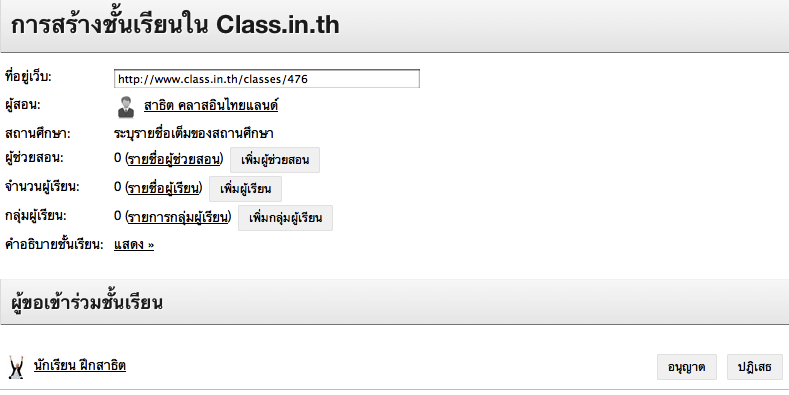 การสร้างชั้นเรียนใน Class.in.th
ที่อยู่เว็บ: http://www.class.in.th/classes/476
ผู้สอน: สาธิต คลาสอินไทยแลนด์
สถานศึกษา: ระบุรายชื่อเต็มของสถานศึกษา
ผู้ช่วยสอน: 0 (รายชื่อผู้ช่วยสอน) เพิ่มผู้ช่วยสอน
จำนวนผู้เรียน: 0 (รายชื่อผู้เรียน) เพิ่มผู้เรียน
กลุ่มผู้เรียน: 0 (รายการกลุ่มผู้เรียน) เพิ่มกลุ่มผู้เรียน
คำอธิบายชั้นเรียน: แสดง »
ผู้ขอเข้าร่วมชั้นเรียน
นักเรียน ฝึกสาธิต อนุญาต ปฏิเสธ